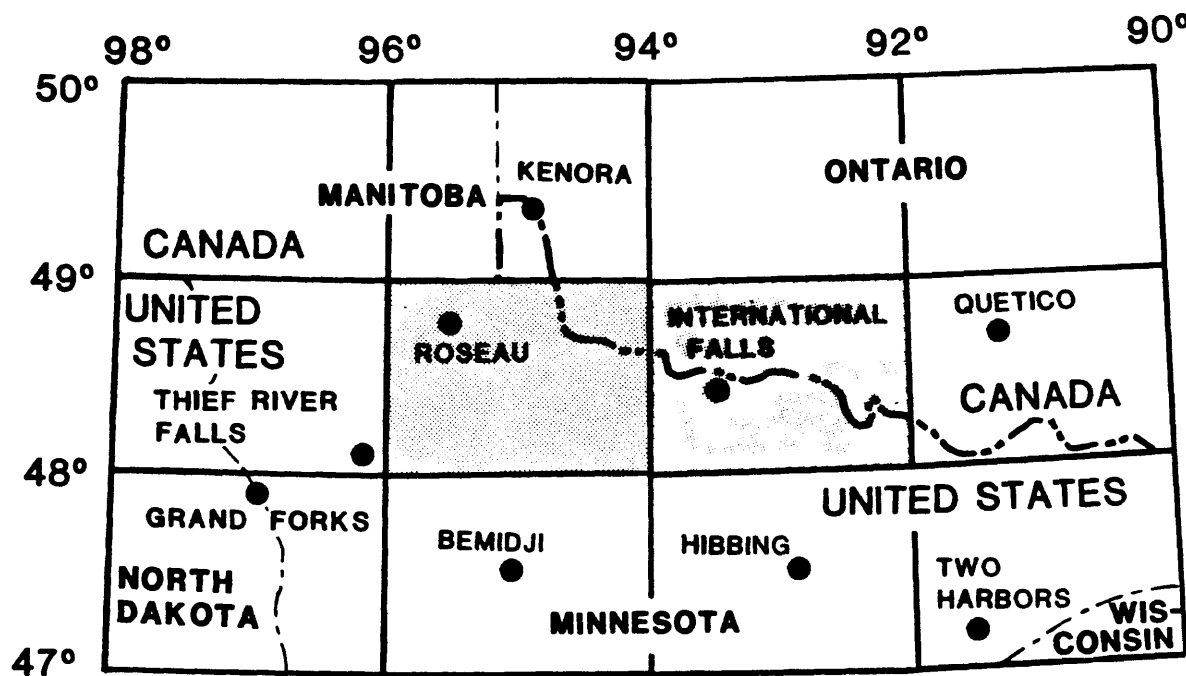 98° 96° 94° 92° 90°
50°
KENORA
ONTARIO
MANITOBA
CANADA
49°
UNITED
STATES
ROSEAU
INTERNATIONAL
FALLS
QUETICO
THIEF RIVER
FALLS
CANADA
48°
UNITED STATES
GRAND FORKS
BEMIDJI
HIBBING
NORTH
DAKOTA
MINNESOTA
TWO
HARBORS
WIS-
CONSIN
47°